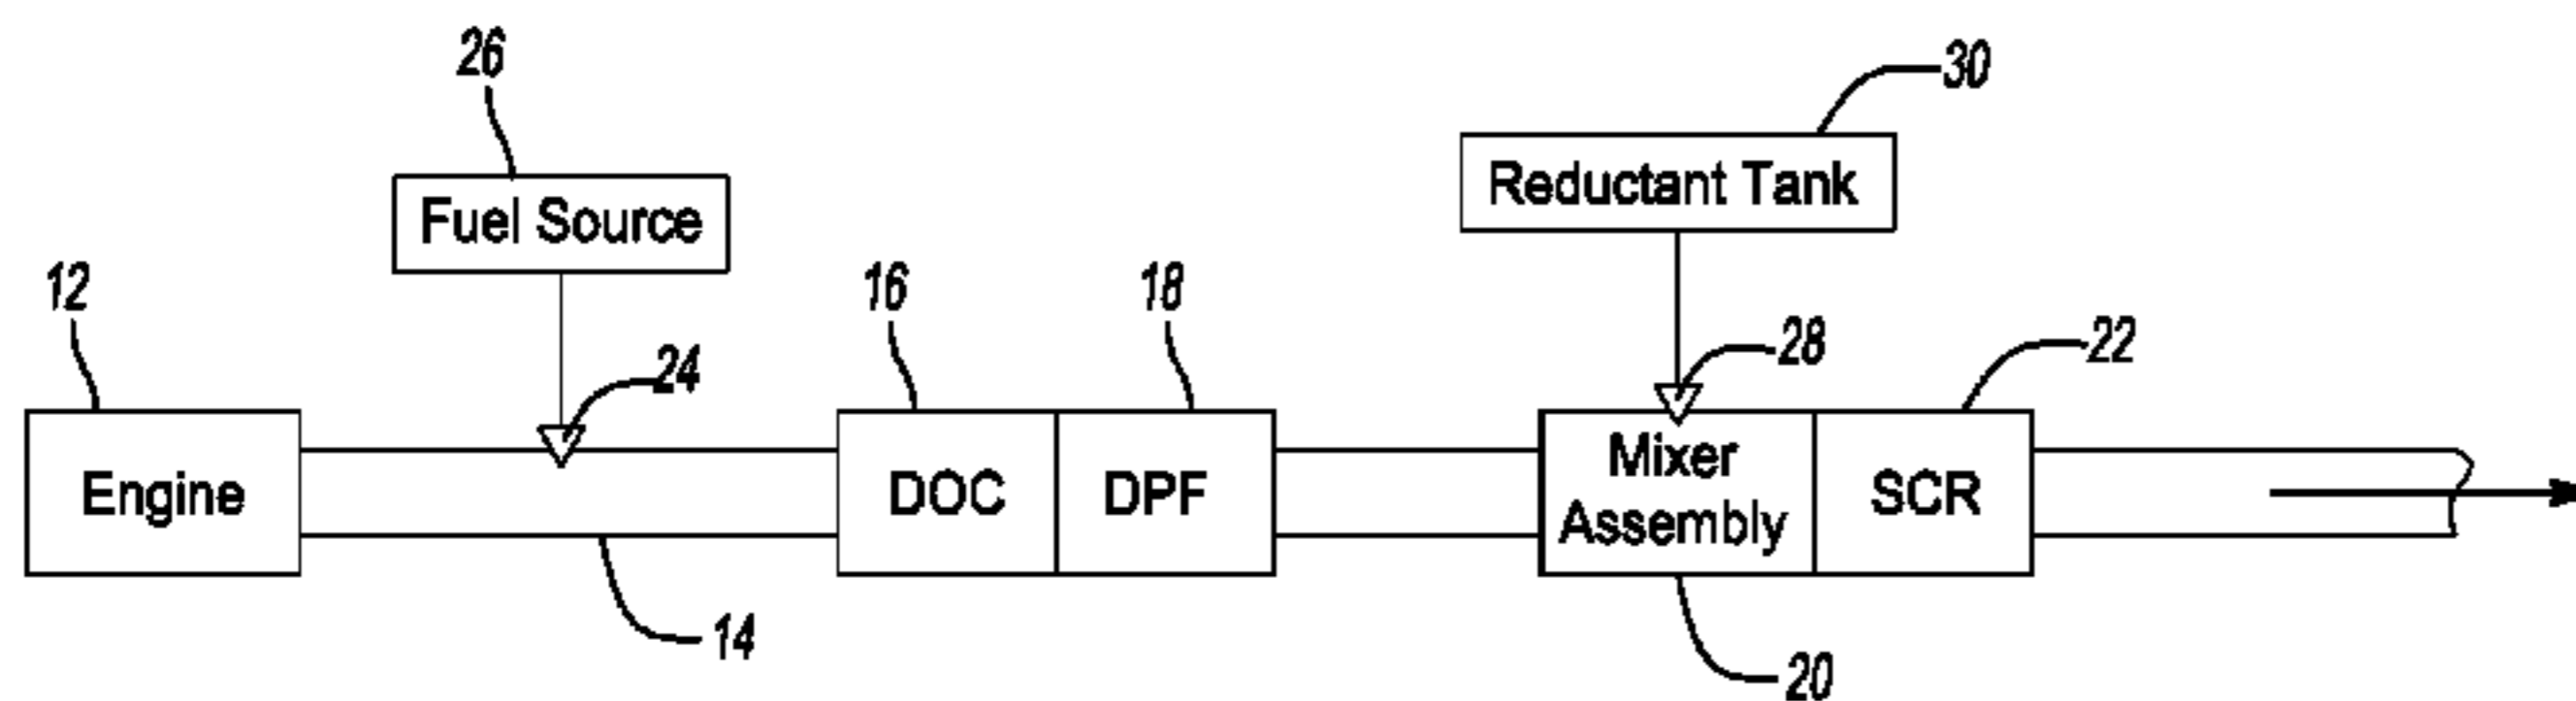 26
30
Fuel Source
Reductant Tank
12
16
18
24
28
22
Engine
DOC
DPF
Mixer
Assembly
SCR
14
20